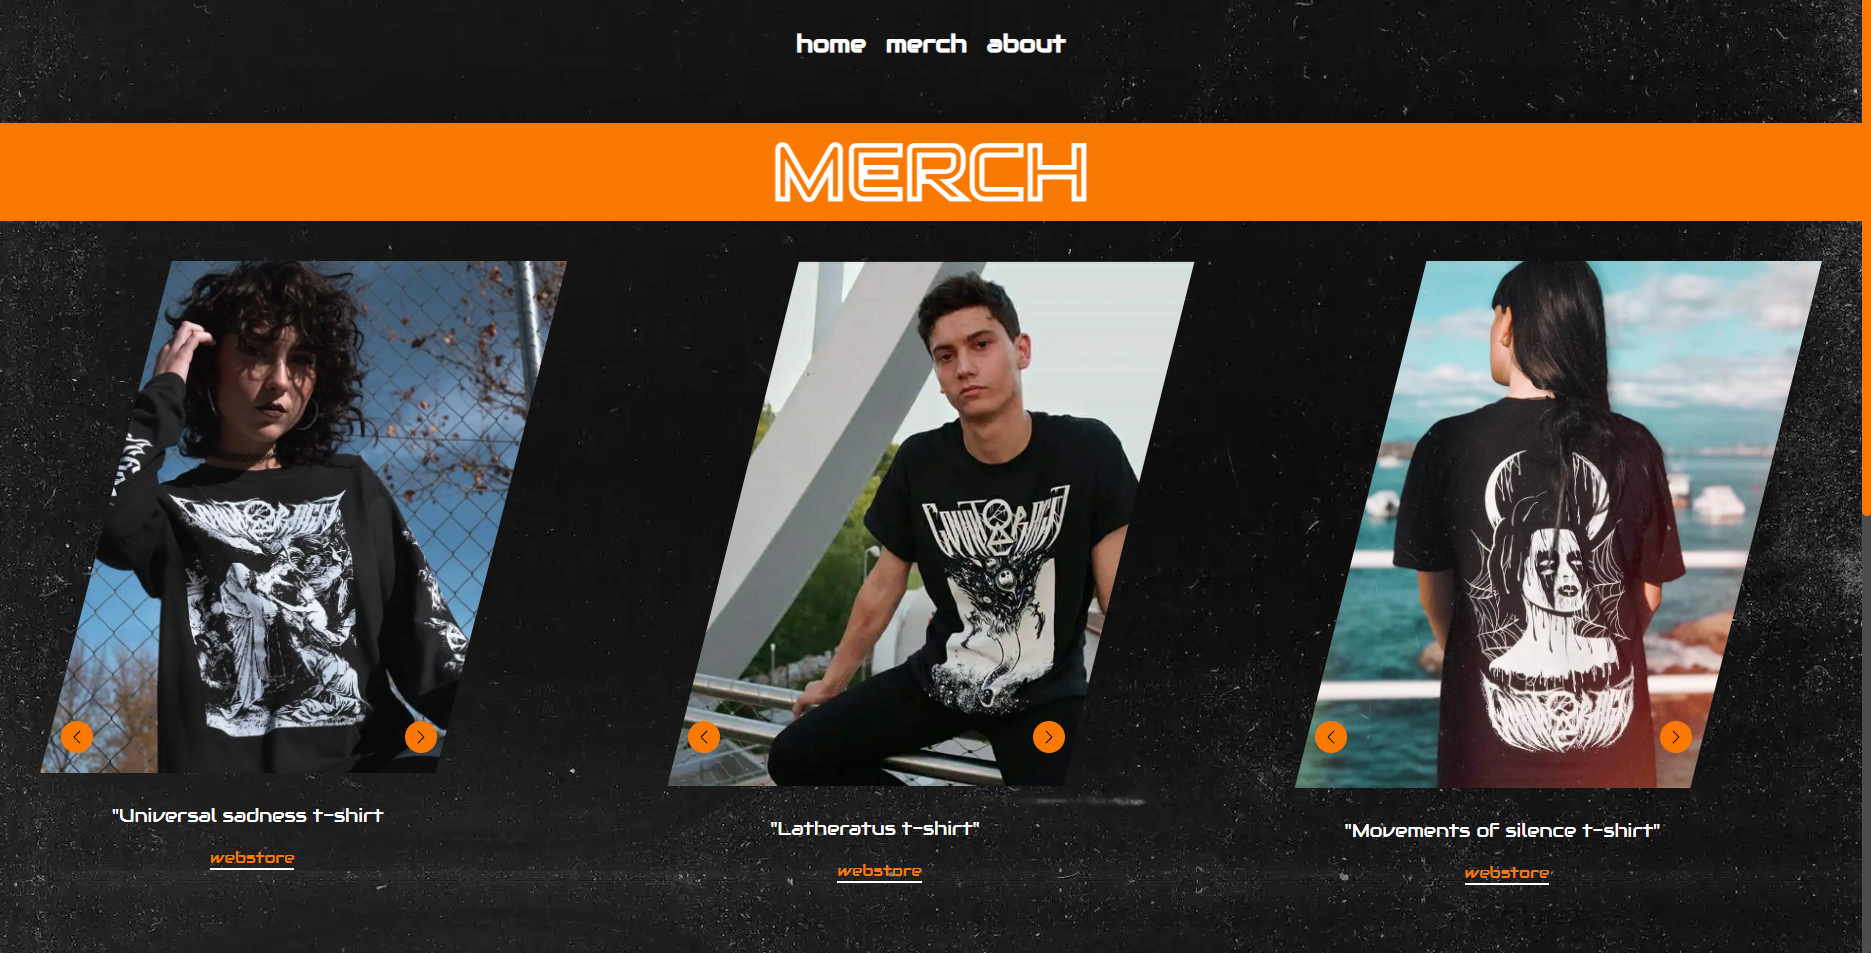 home merch about
MERCH
"Universal sadness t-shirt
webstore
"Latheratus t-shirt"
webstore
"Movements of silence t-shirt"
webstore